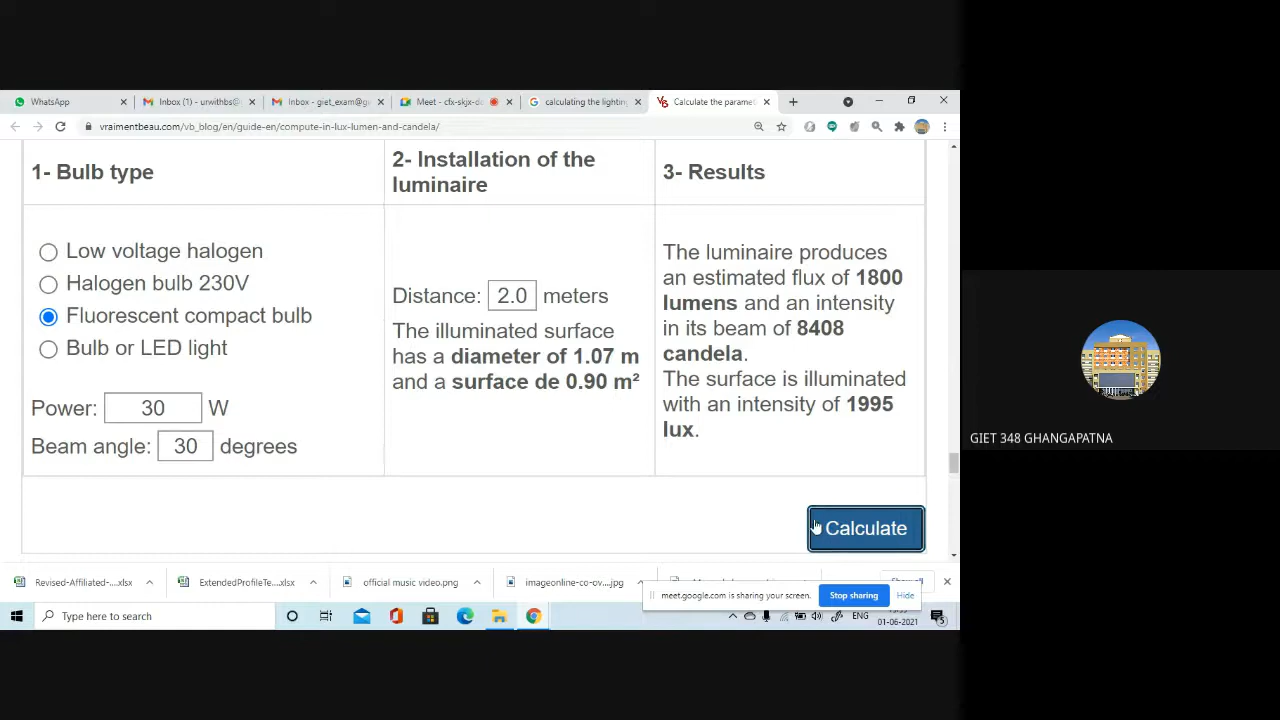 WhatsApp
Inbox (1) - urwithbs@
Inbox - giet_exam@g
Meet - cfx-skjx-d
calculating the lightin
Calculate the parame
vraimentbeau.com/vb_blog/en/guide-en/compute-in-lux-lumen-and-candela/
1- Bulb type
2- Installation of the
luminaire
3- Results
Low voltage halogen
Halogen bulb 230V
Fluorescent compact bulb
Bulb or LED light
Power: 30 W
Beam angle: 30 degrees
Distance: 2.0 meters
The illuminated surface
has a diameter of 1.07 m
and a surface de 0.90 m²
The luminaire produces
an estimated flux of 1800
lumens and an intensity
in its beam of 8408
candela.
The surface is illuminated
with an intensity of 1995
lux.
Calculate
GIET 348 GHANGAPATNA
Revised-Affiliated-....xlsx
ExtendedProfileTe....xlsx
official music video.png
imageonline-co-ov....jpg
meet.google.com is sharing your screen.
Stop sharing
Hide
Type here to search
ENG
01-06-2021
5